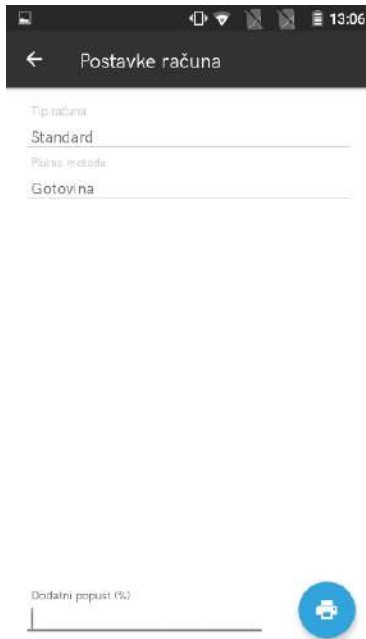 13:06
Postavke računa
Tip računa
Standard
Platna metoda
Gotovina
Dodatni popust (%)